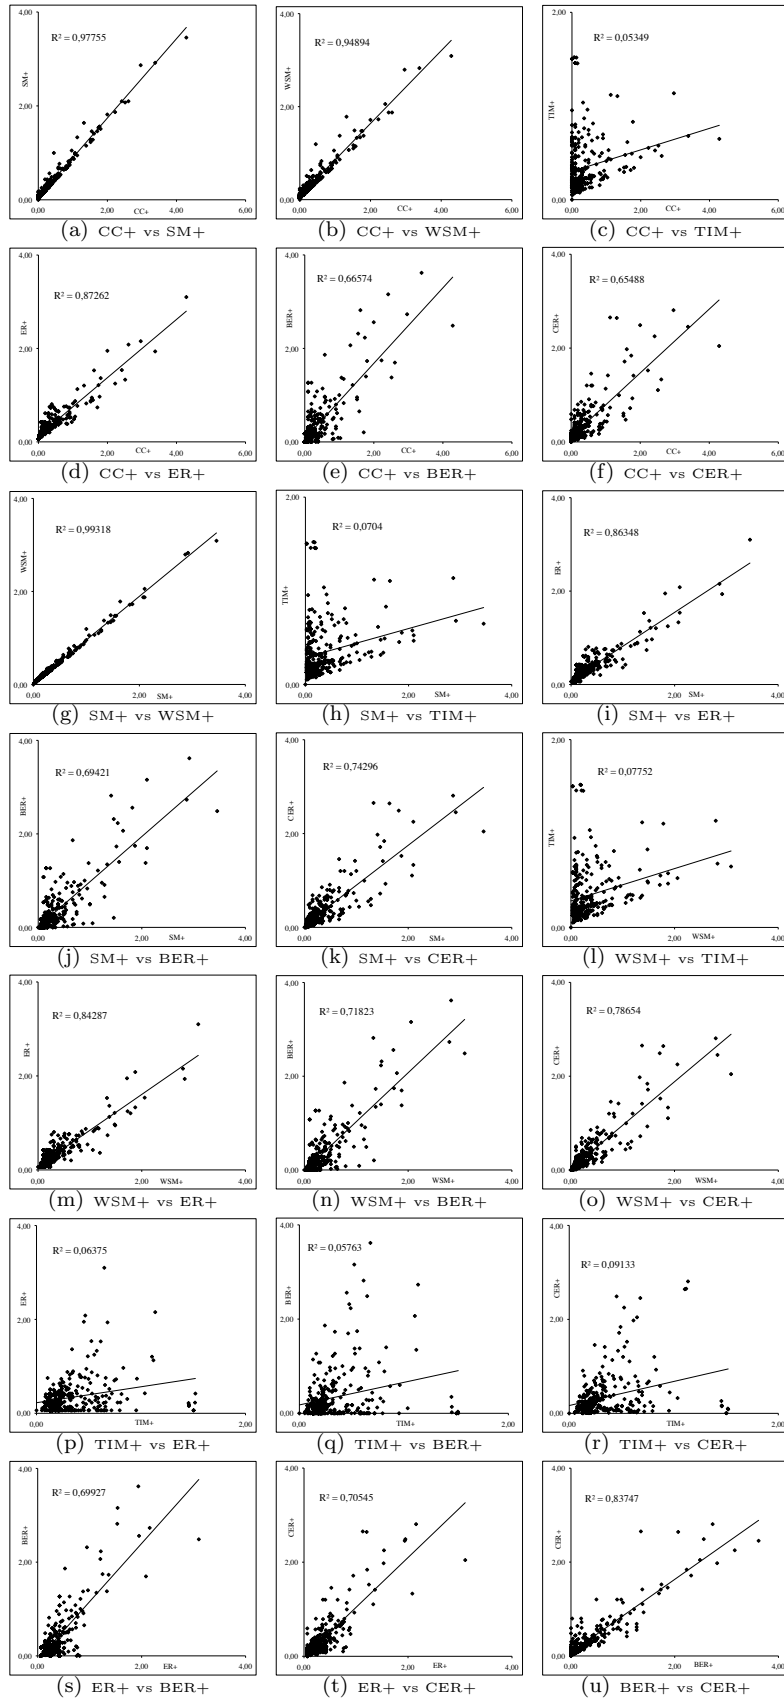 4,00
R² = 0,97755
SM+
2,00
0,00
0,00 2,00 4,00 6,00
CC+
(a) CC+ vs SM+
4,00
R² = 0,94894
WSM+
2,00
0,00
0,00 2,00 4,00 6,00
CC+
(b) CC+ vs WSM+
2,00
R² = 0,05349
TIM+
1,00
0,00
0,00 2,00 4,00 6,00
CC+
(c) CC+ vs TIM+
4,00
R² = 0,87262
ER+
2,00
0,00
0,00 2,00 4,00 6,00
CC+
(d) CC+ vs ER+
4,00
R² = 0,66574
BER+
2,00
0,00
0,00 2,00 4,00 6,00
CC+
(e) CC+ vs BER+
4,00
R² = 0,65488
CER+
2,00
0,00
0,00 2,00 4,00 6,00
CC+
(f) CC+ vs CER+
4,00
R² = 0,99318
WSM+
2,00
0,00
0,00 2,00 4,00
SM+
(g) SM+ vs WSM+
2,00
R² = 0,0704
TIM+
1,00
0,00
0,00 2,00 4,00
SM+
(h) SM+ vs TIM+
4,00
R² = 0,86348
ER+
2,00
0,00
0,00 2,00 4,00
SM+
(i) SM+ vs ER+
4,00
R² = 0,69421
BER+
2,00
0,00
0,00 2,00 4,00
SM+
(j) SM+ vs BER+
4,00
R² = 0,74296
CER+
2,00
0,00
0,00 2,00 4,00
SM+
(k) SM+ vs CER+
2,00
R² = 0,07752
TIM+
1,00
0,00
0,00 2,00 4,00
WSM+
(l) WSM+ vs TIM+
4,00
R² = 0,84287
ER+
2,00
0,00
0,00 2,00 4,00
WSM+
(m) WSM+ vs ER+
4,00
R² = 0,71823
BER+
2,00
0,00
0,00 2,00 4,00
WSM+
(n) WSM+ vs BER+
4,00
R² = 0,78654
CER+
2,00
0,00
0,00 2,00 4,00
WSM+
(o) WSM+ vs CER+
4,00
R² = 0,06375
ER+
2,00
0,00
0,00 1,00 2,00
TIM+
(p) TIM+ vs ER+
4,00
R² = 0,05763
BER+
2,00
0,00
0,00 1,00 2,00
TIM+
(q) TIM+ vs BER+
4,00
R² = 0,09133
CER+
2,00
0,00
0,00 1,00 2,00
TIM+
(r) TIM+ vs CER+
4,00
R² = 0,69927
BER+
2,00
0,00
0,00 2,00 4,00
ER+
(s) ER+ vs BER+
4,00
R² = 0,70545
CER+
2,00
0,00
0,00 2,00 4,00
ER+
(t) ER+ vs CER+
4,00
R² = 0,83747
CER+
2,00
0,00
0,00 2,00 4,00
BER+
(u) BER+ vs CER+